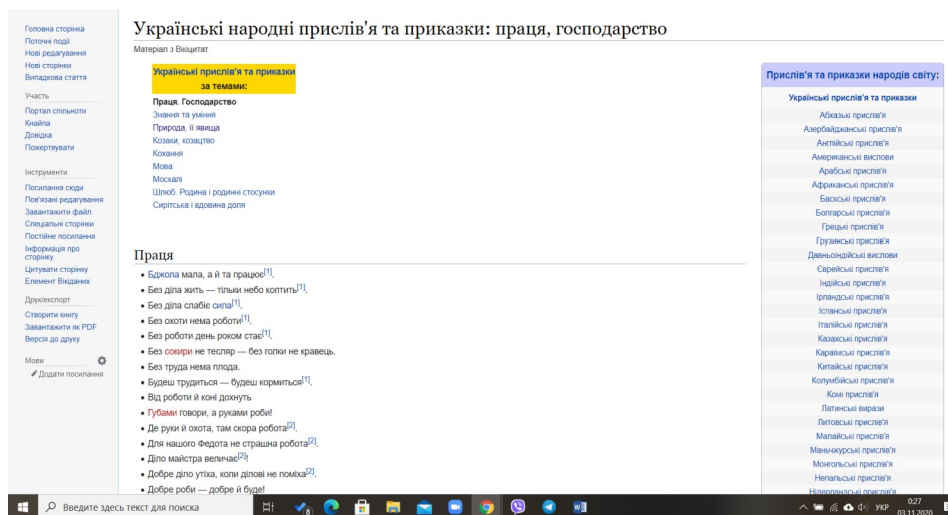 Головна сторінка
Поточні події
Нові редагування
Нові сторінки
Випадкова стаття
Участь
Портал спільноти
Кнайпа
Довідка
Пожертвувати
Інструменти
Посилання сюди
Пов'язані редагування
Завантажити файл
Спеціальні сторінки
Постійне посилання
Інформація про
сторінку
Цитувати сторінку
Елемент Вікіданих
Друк/експорт
Створити книгу
Завантажити як PDF
Версія до друку
Мови
Додати посилання
Українські народні прислів'я та приказки: праця, господарство
Матеріал з Вікіцитат
Українські прислів'я та приказки
за темами:
Праця. Господарство
Знання та уміння
Природа, її явища
Козаки, козацтво
Кохання
Мова
Москалі
Шлюб. Родина і родинні стосунки
Сирітська і вдовина доля
Праця
• Бджола мала, а й та працює[1].
• Без діла жить — тільки небо коптить[1].
• Без діла слабіє сила[1].
• Без охоти нема роботи[1].
• Без роботи день роком стає[1].
• Без сокири не тесляр — без голки не кравець.
• Без труда нема плода.
• Будеш трудиться — будеш кормиться[1].
• Від роботи й коні дохнуть
• Губами говори, а руками роби!
• Де руки й охота, там скора робота[2].
• Для нашого Федота не страшна робота[2].
• Діло майстра величає[2]!
• Добре діло утіха, коли ділові не поміха[2].
• Добре роби — добре й буде!
Прислів'я та приказки народів світу:
Українські прислів'я та приказки
Абхазькі прислів'я
Азербайджанські прислів'я
Англійські прислів'я
Американські вислови
Арабські прислів'я
Африканські прислів'я
Баскські прислів'я
Болгарські прислів'я
Грецькі прислів'я
Грузинські прислів'я
Давньоіндійські вислови
Єврейські прислів'я
Індійські прислів'я
Ірландські прислів'я
Іспанські прислів'я
Італійські прислів'я
Казахські прислів'я
Караїмські прислів'я
Китайські прислів'я
Колумбійські прислів'я
Комі прислів'я
Латинські вирази
Литовські прислів'я
Малайські прислів'я
Маньчжурські прислів'я
Монгольські прислів'я
Непальські прислів'я
Нідерландські прислів'я
Введите здесь текст для поиска
УКР
0:27
03.11.2020